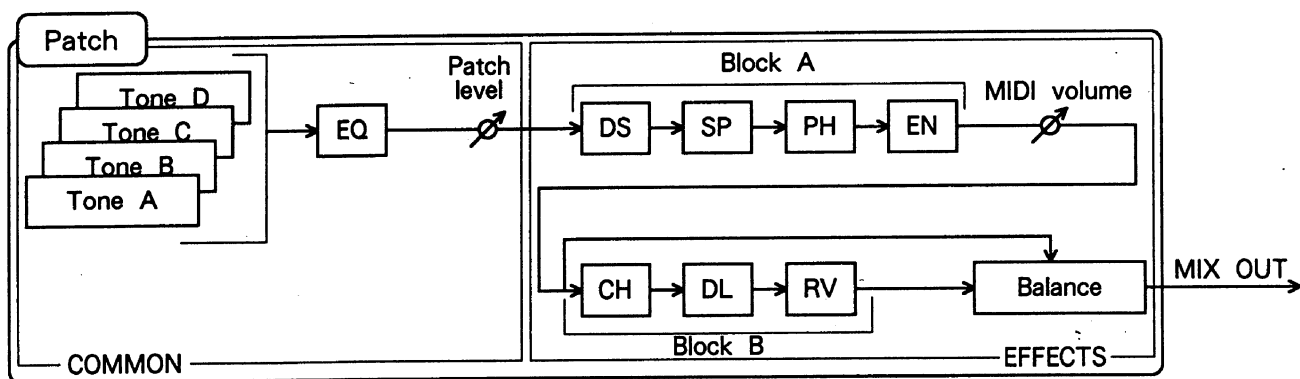 Patch
Tone D
Tone C
Tone B
Tone A
EQ
Patch
level
Block A
DS
SP
PH
EN
MIDI volume
CH
DL
RV
Balance
MIX OUT
Block B
COMMON
EFFECTS